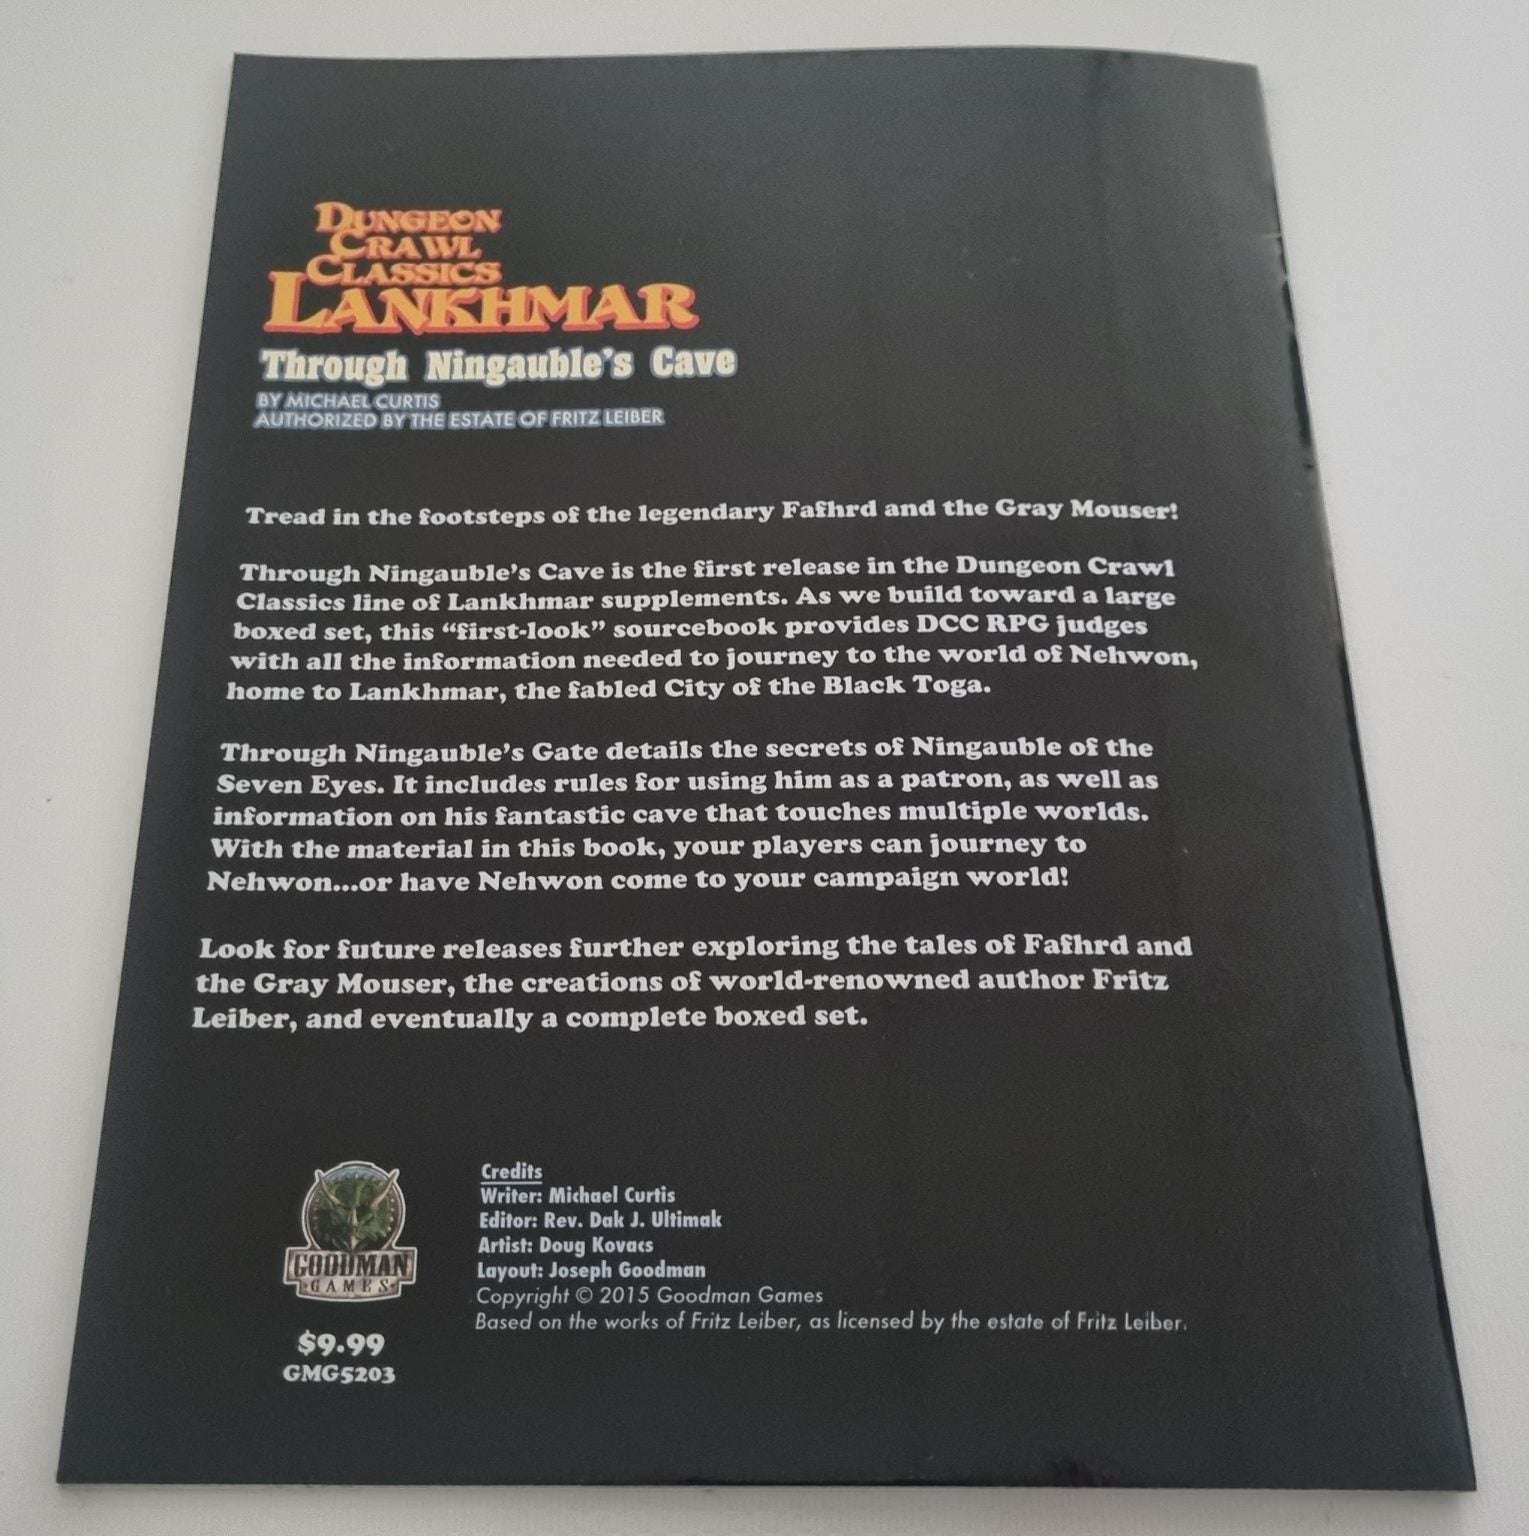 DUNGEON
CRAWL
CLASSICS
LANKHMAR
Through Ningauble's Cave
BY MICHAEL CURTIS
AUTHORIZED BY THE ESTATE OF FRITZ LEIBER
Tread in the footsteps of the legendary Fafhrd and the Gray Mouser!
Through Ningauble's Cave is the first release in the Dungeon Crawl
Classics line of Lankhmar supplements. As we build toward a large
boxed set, this “first-look” sourcebook provides DCC RPG judges
with all the information needed to journey to the world of Nehwon,
home to Lankhmar, the fabled City of the Black Toga.
Through Ningauble's Gate details the secrets of Ningauble of the
Seven Eyes. It includes rules for using him as a patron, as well as
information on his fantastic cave that touches multiple worlds.
With the material in this book, your players can journey to
Nehwon...or have Nehwon come to your campaign world!
Look for future releases further exploring the tales of Fafhrd and
the Gray Mouser, the creations of world-renowned author Fritz
Leiber, and eventually a complete boxed set.
GOODMAN
GAMES
$9.99
GMG5203
Credits
Writer: Michael Curtis
Editor: Rev. Dak J. Ultimak
Artist: Doug Kovacs
Layout: Joseph Goodman
Copyright © 2015 Goodman Games
Based on the works of Fritz Leiber, as licensed by the estate of Fritz Leiber.